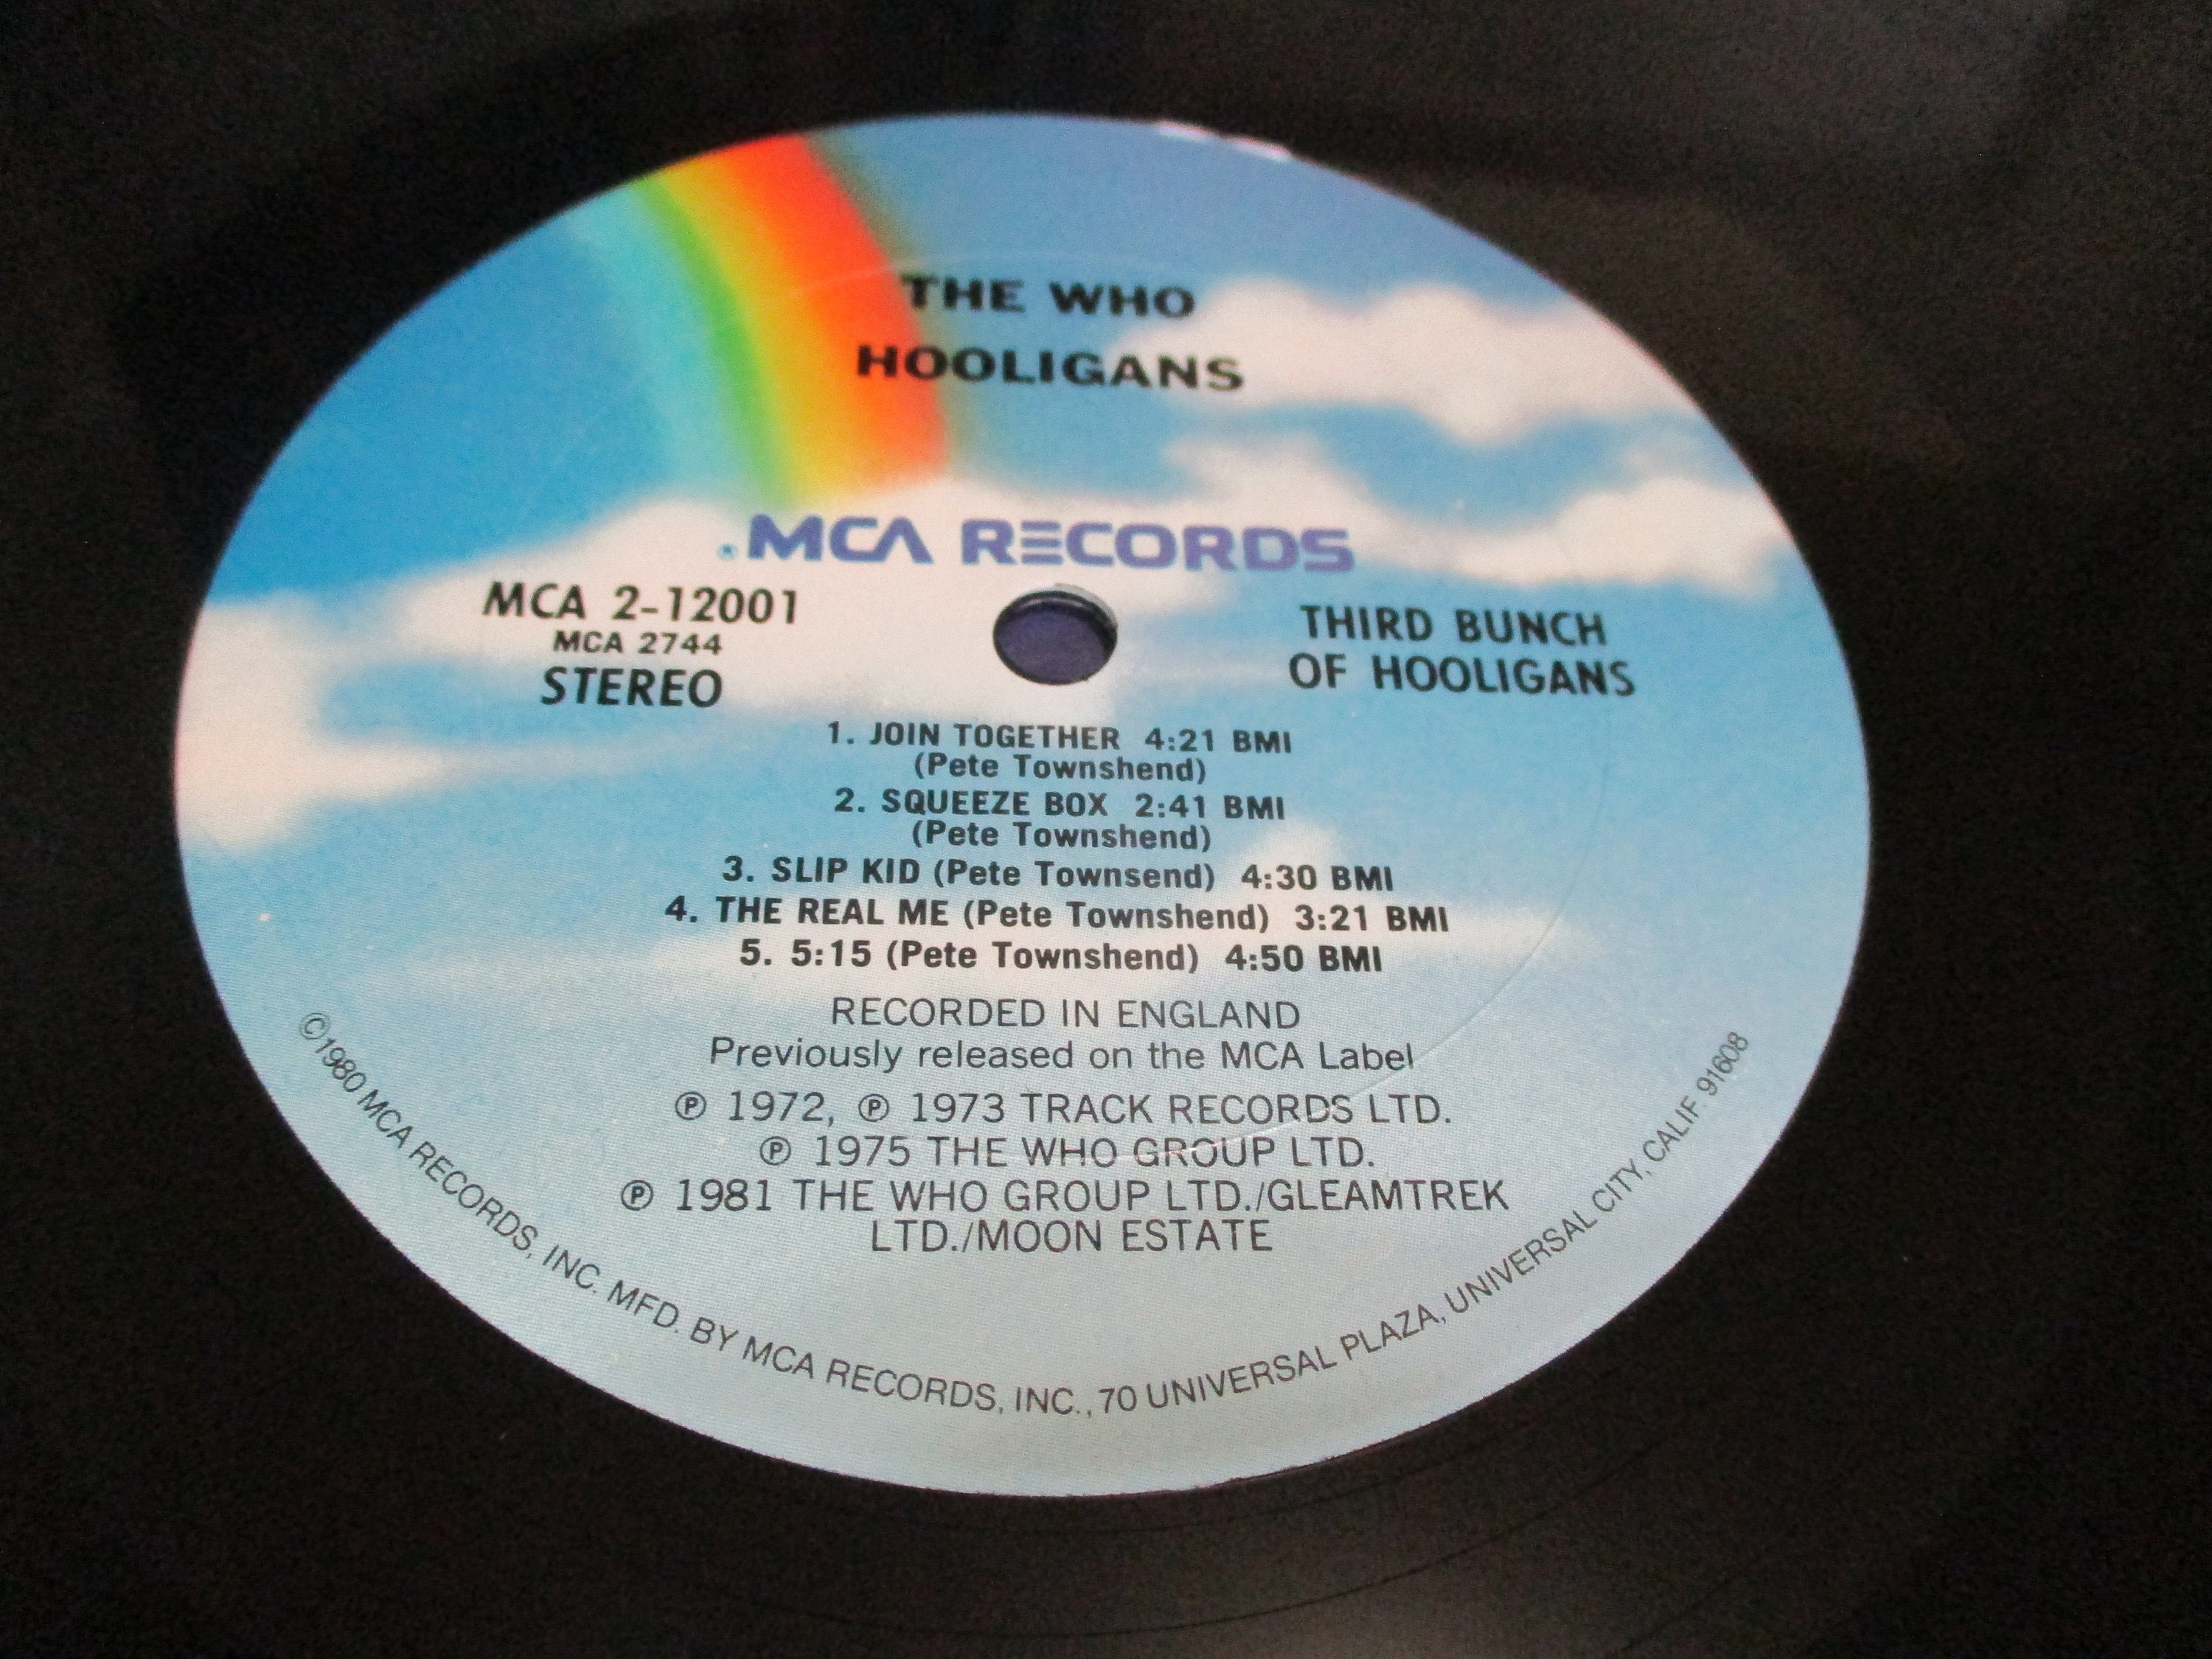 THE WHO
HOOLIGANS
® MCA RECORDS
MCA 2-12001
MCA 2744
STEREO
THIRD BUNCH
OF HOOLIGANS
1. JOIN TOGETHER 4:21 BMI
(Pete Townshend)
2. SQUEEZE BOX 2:41 BMI
(Pete Townshend)
3. SLIP KID (Pete Townsend) 4:30 BMI
4. THE REAL ME (Pete Townshend) 3:21 BMI
5. 5:15 (Pete Townshend) 4:50 BMI
RECORDED IN ENGLAND
Previously released on the MCA Label
℗ 1972, ℗ 1973 TRACK RECORDS LTD.
℗ 1975 THE WHO GROUP LTD.
℗ 1981 THE WHO GROUP LTD./GLEAMTREK
LTD./MOON ESTATE
©1980 MCA RECORDS, INC. MFD. BY MCA RECORDS, INC., 70 UNIVERSAL PLAZA, UNIVERSAL CITY, CALIF. 91608